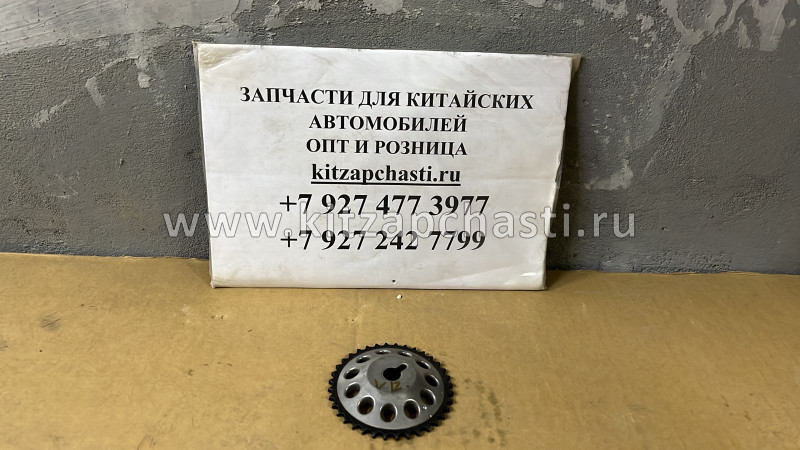 ЗАПЧАСТИ ДЛЯ КИТАЙСКИХ
АВТОМОБИЛЕЙ
ОПТ И РОЗНИЦА
kitzapchasti.ru
+7 927 477 3977
www.kitzapchasti.ru
+7 927 242 7799